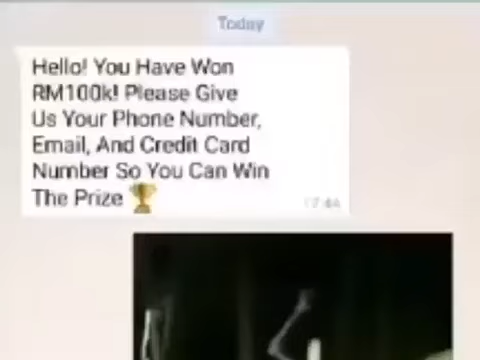 Today
Hello! You Have Won
RM100k! Please Give
Us Your Phone Number,
Email, And Credit Card
Number So You Can Win
The Prize 🏆
17:44